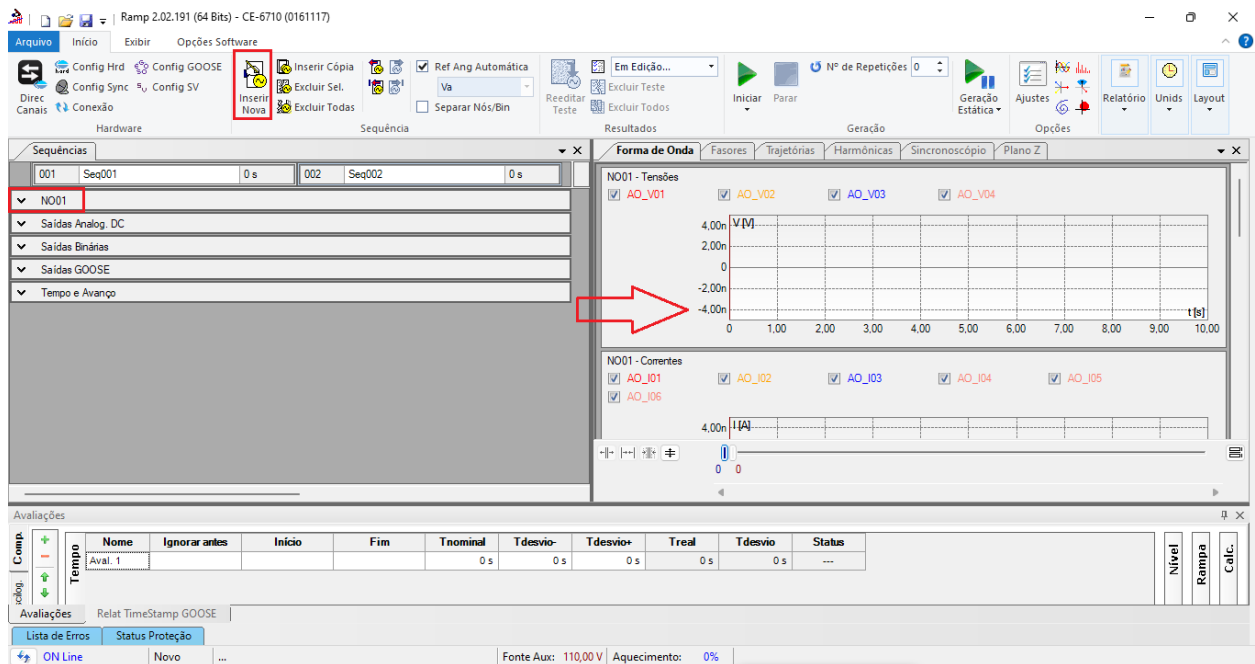 Ramp 2.02.191 (64 Bits) - CE-6710 (0161117)
Arquivo Início Exibir Opções Software
Direc Canais
Config Hrd Config GOOSE
Config Sync Config SV
Conexão
Hardware
Inserir Nova
Inserir Cópia
Excluir Sel.
Excluir Todas
Ref Ang Automática
Va
Separar Nós/Bin
Sequência
Reeditar Teste
Em Edição...
Excluir Teste
Excluir Todos
Resultados
Iniciar Parar
Nº de Repetições 0
Geração Estática
Geração
Ajustes
Opções
Relatório Unids Layout
Sequências
001 Seq001 0 s 002 Seq002 0 s
NO01
Saídas Analog. DC
Saídas Binárias
Saídas GOOSE
Tempo e Avanço
Forma de Onda Fasores Trajetórias Harmônicas Sincronoscópio Plano Z
NO01 - Tensões
AO_V01 AO_V02 AO_V03 AO_V04
V [V]
4,00n
2,00n
0
-2,00n
-4,00n
t [s]
0 1,00 2,00 3,00 4,00 5,00 6,00 7,00 8,00 9,00 10,00
NO01 - Correntes
AO_I01 AO_I02 AO_I03 AO_I04 AO_I05
AO_I06
4,00n I [A]
0 0
Avaliações
Comp.
Tempo
Nome Ignorar antes Início Fim Tnominal Tdesvio- Tdesvio+ Treal Tdesvio Status
Aval. 1 0 s 0 s 0 s 0 s 0 s ---
Nível
Rampa
Calc.
Avaliações Relat TimeStamp GOOSE
Lista de Erros Status Proteção
ON Line Novo ... Fonte Aux: 110,00 V Aquecimento: 0%